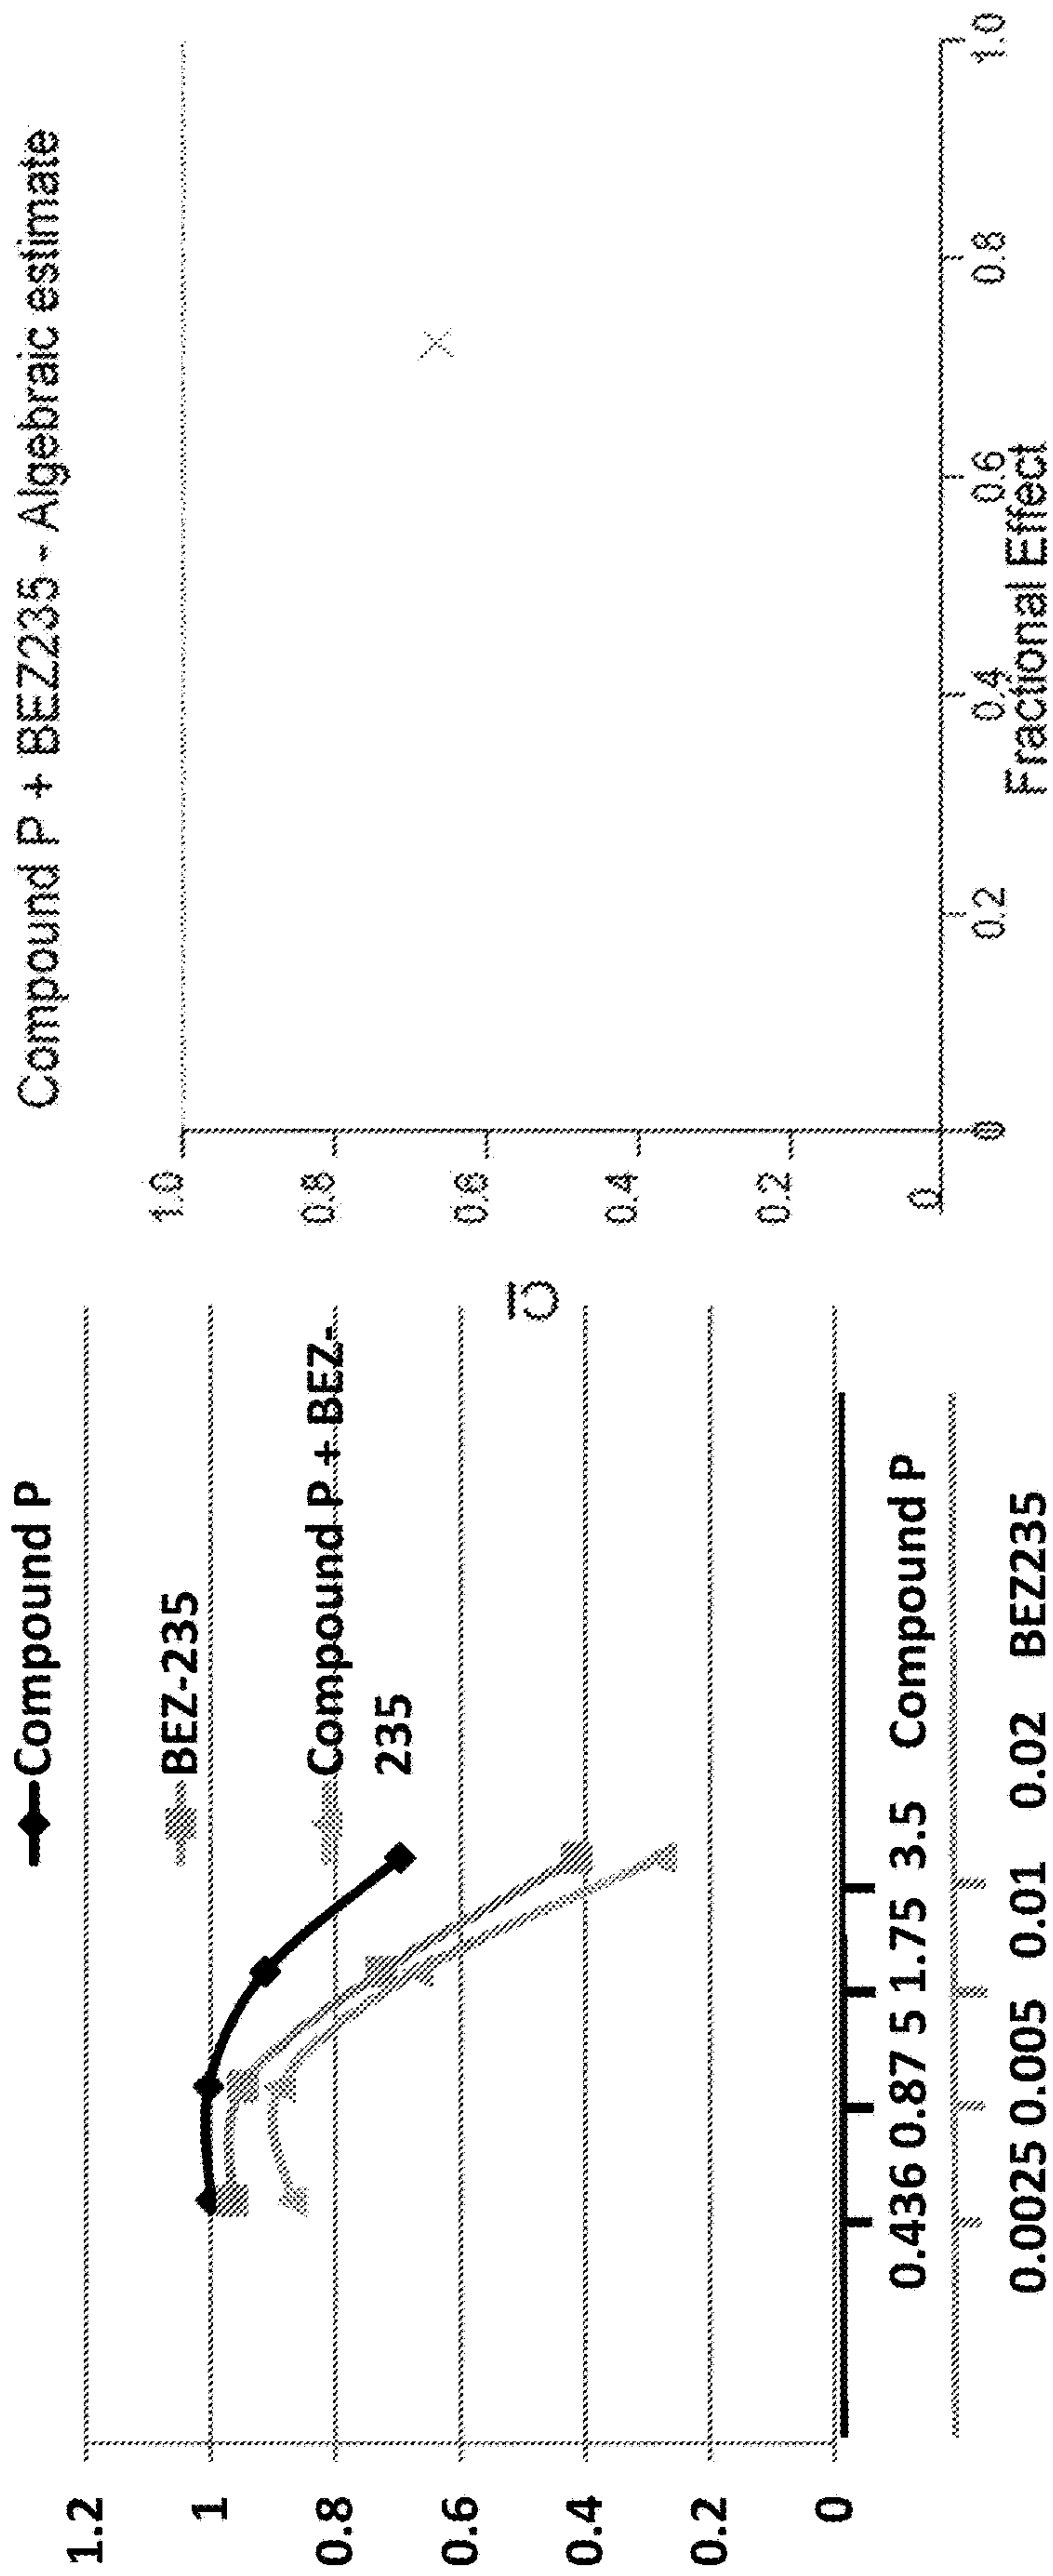 Compound P
BEZ-235
Compound P + BEZ-
235
1.2
1
0.8
0.6
0.4
0.2
0
0.436 0.87 5 1.75 3.5 Compound P
0.0025 0.005 0.01 0.02 BEZ235
Compound P + BEZ235 - Algebraic estimate
CI
1.0
0.8
0.6
0.4
0.2
0
0 0.2 0.4 0.6 0.8 1.0
Fractional Effect